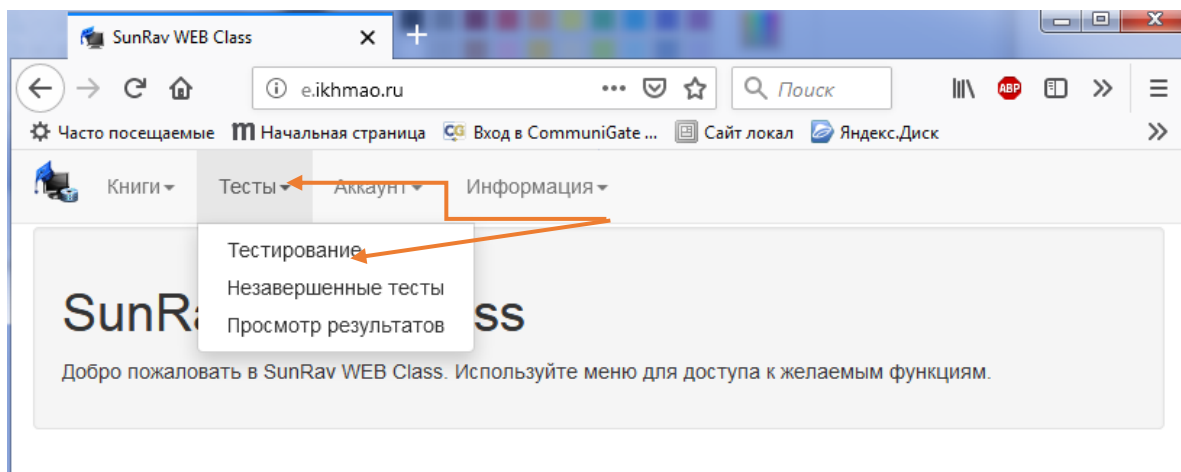 SunRav WEB Class
e.ikhmao.ru
Поиск
ABP
Часто посещаемые
Начальная страница
Вход в CommuniGate ...
Сайт локал
Яндекс.Диск
Книги
Тесты
Аккаунт
Информация
Тестирование
Незавершенные тесты
Просмотр результатов
SunRa
ss
Добро пожаловать в SunRav WEB Class. Используйте меню для доступа к желаемым функциям.